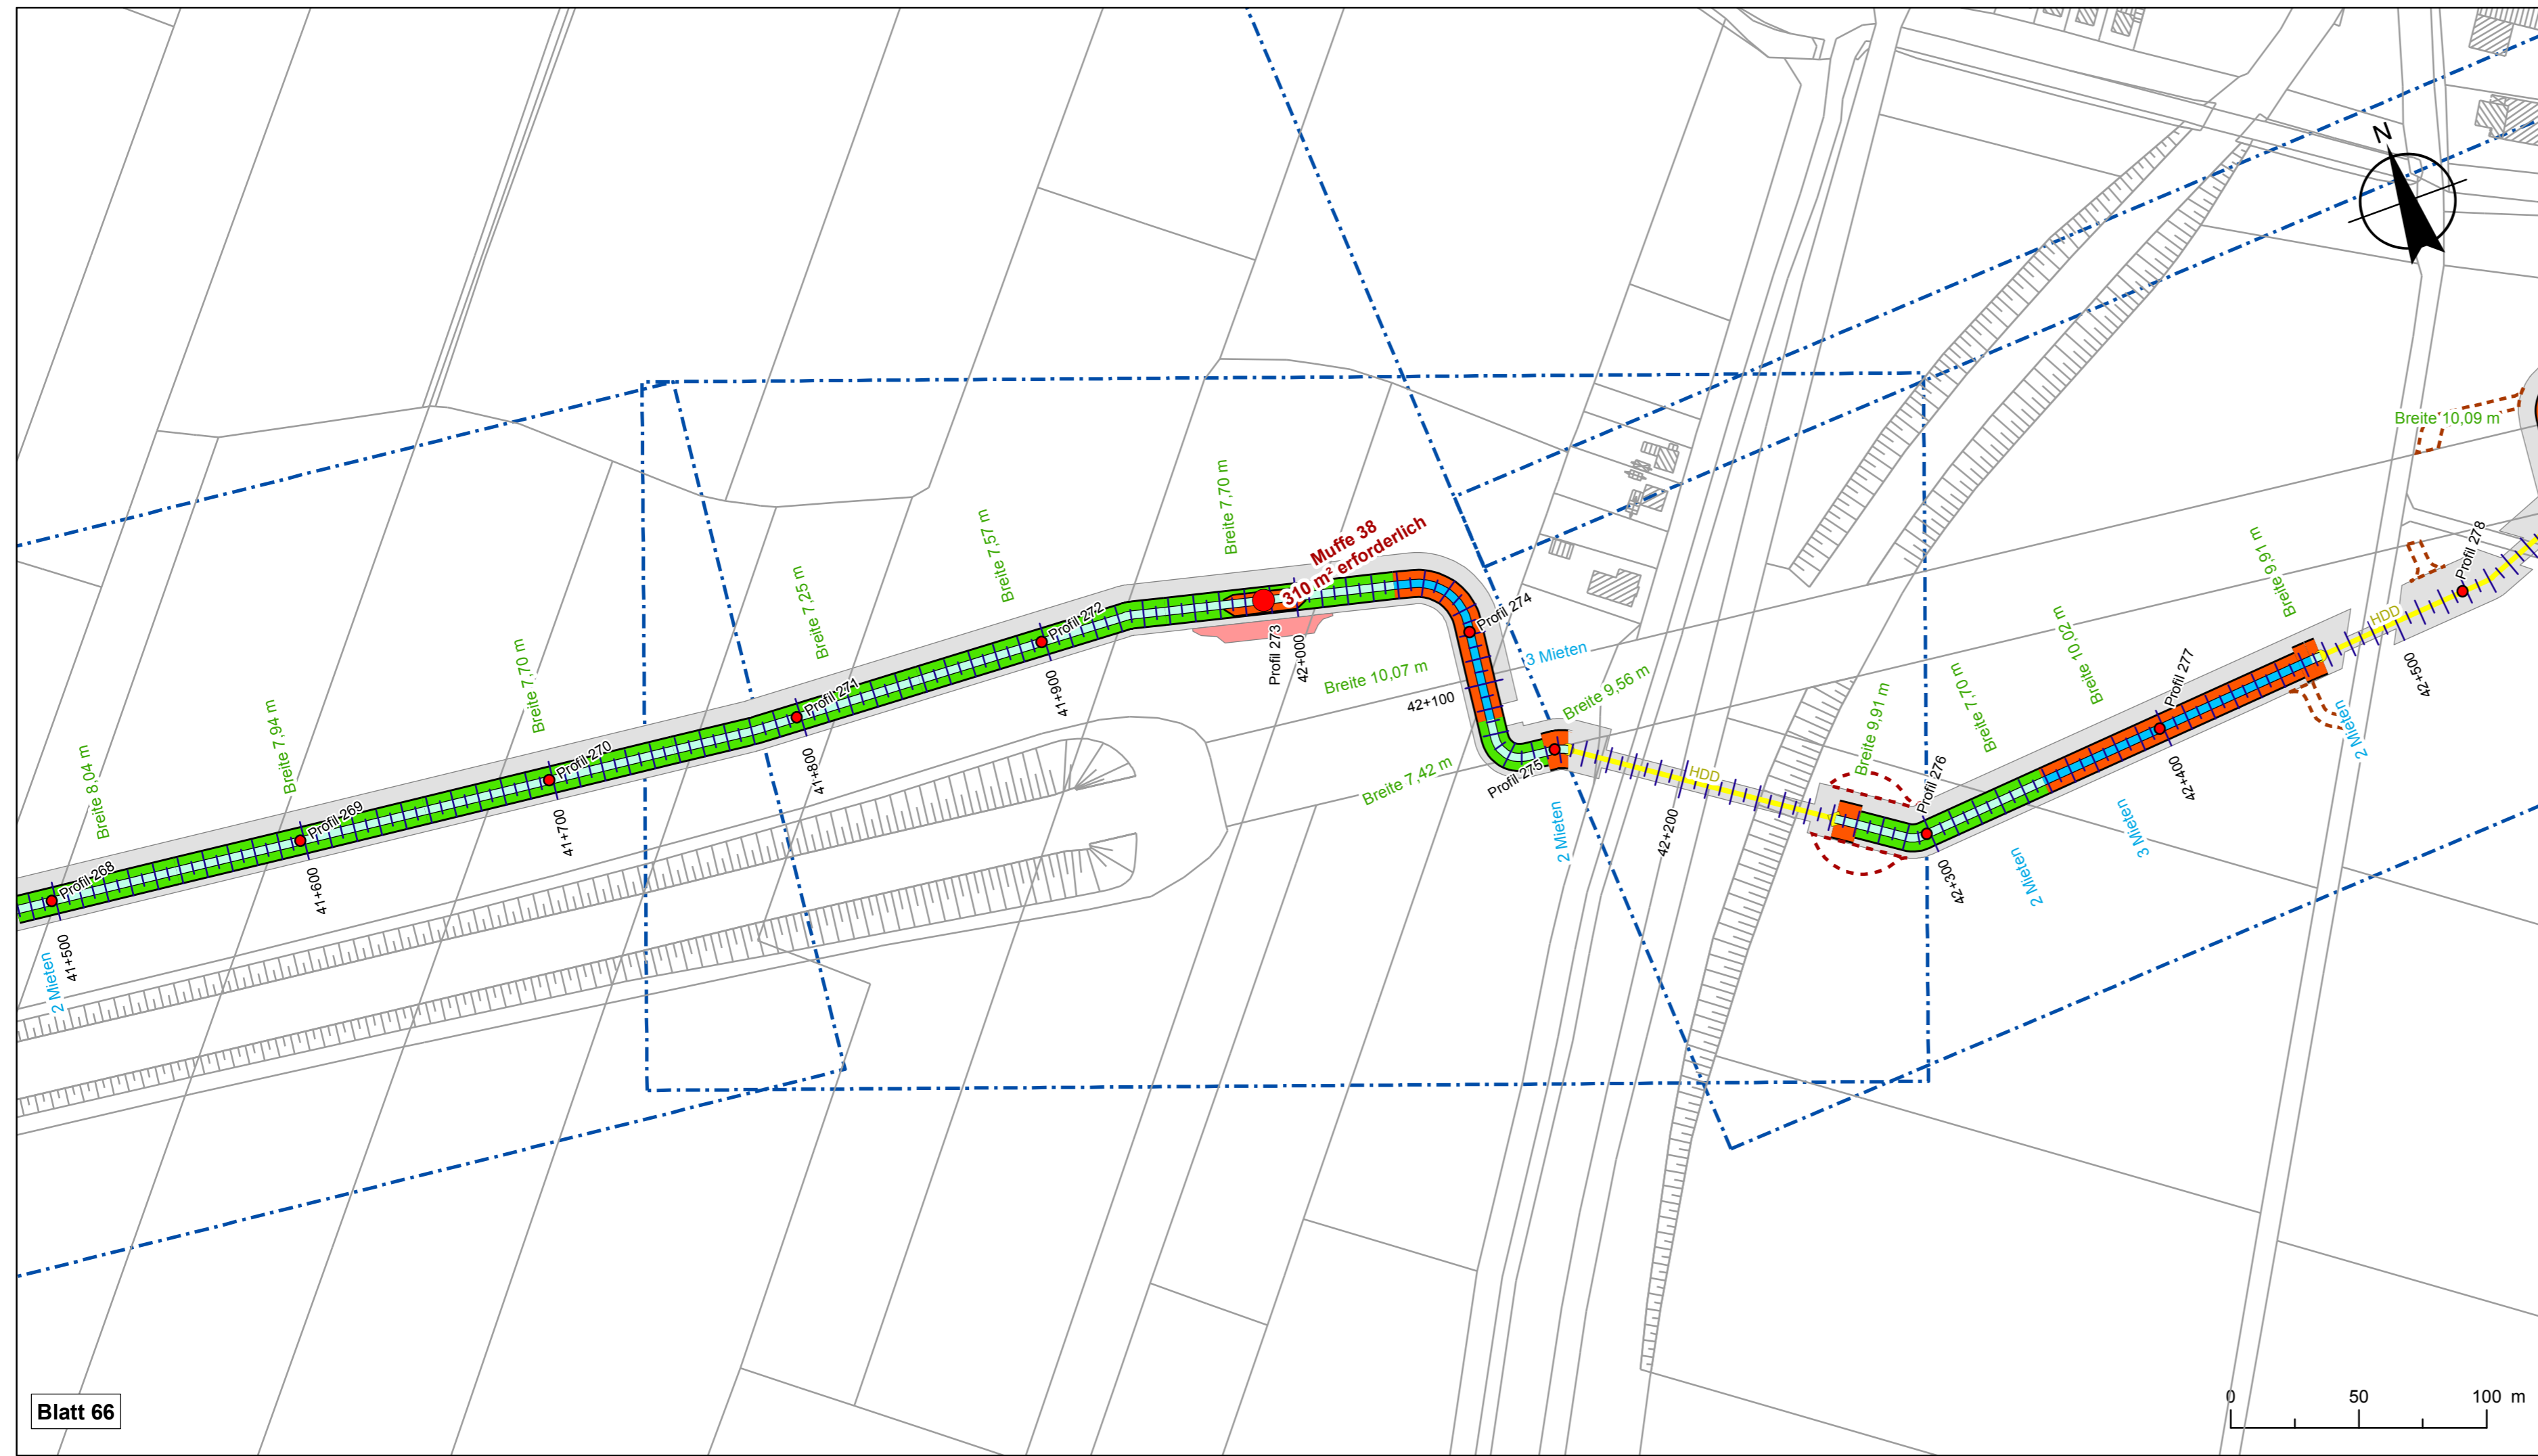 N
Breite 10,09 m
Breite 7,70 m
Muffe 38
310 m² erforderlich
Breite 7,57 m
Breite 7,25 m
Breite 7,70 m
Breite 7,94 m
Breite 8,04 m
Profil 268
Profil 269
Profil 270
Profil 271
Profil 272
Profil 273
Profil 274
Profil 275
Profil 276
Profil 277
Profil 278
41+500
41+600
41+700
41+800
41+900
42+000
42+100
42+200
42+300
42+400
42+500
2 Mieten
3 Mieten
Breite 10,07 m
Breite 9,56 m
Breite 7,42 m
HDD
2 Mieten
Breite 9,91 m
Breite 7,70 m
Breite 10,02 m
Breite 9,91 m
HDD
2 Mieten
3 Mieten
2 Mieten
Blatt 66
0 50 100 m